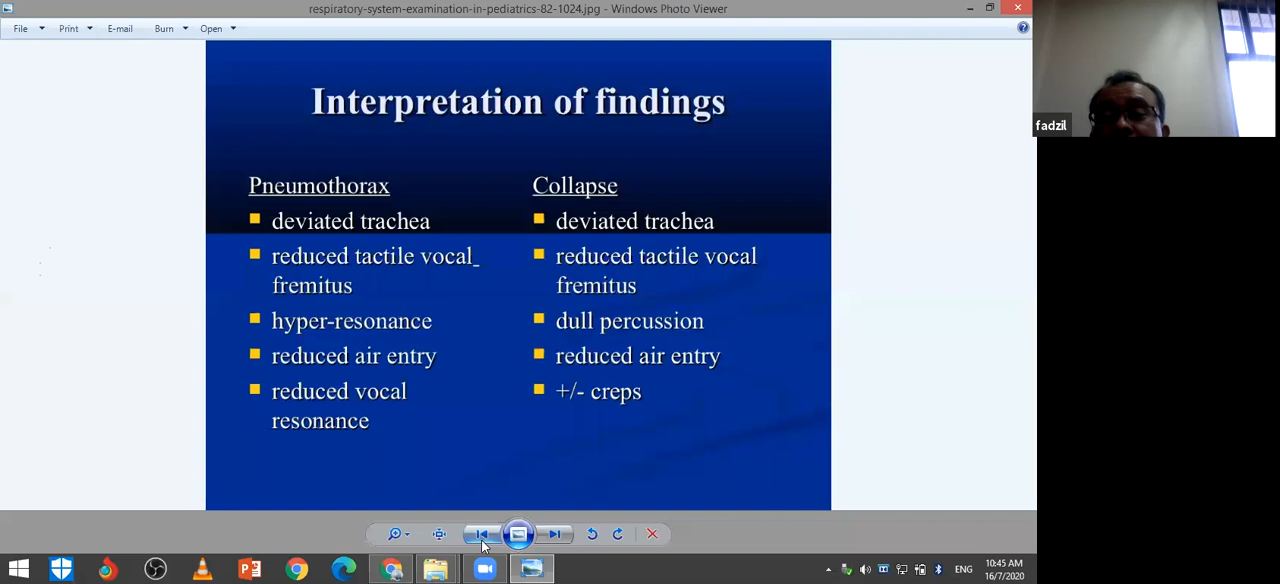 respiratory-system-examination-in-pediatrics-82-1024.jpg - Windows Photo Viewer
File Print E-mail Burn Open
Interpretation of findings
Pneumothorax
deviated trachea
reduced tactile vocal
fremitus
hyper-resonance
reduced air entry
reduced vocal
resonance
Collapse
deviated trachea
reduced tactile vocal
fremitus
dull percussion
reduced air entry
+/- creps
fadzil
ENG
10:45 AM
16/7/2020